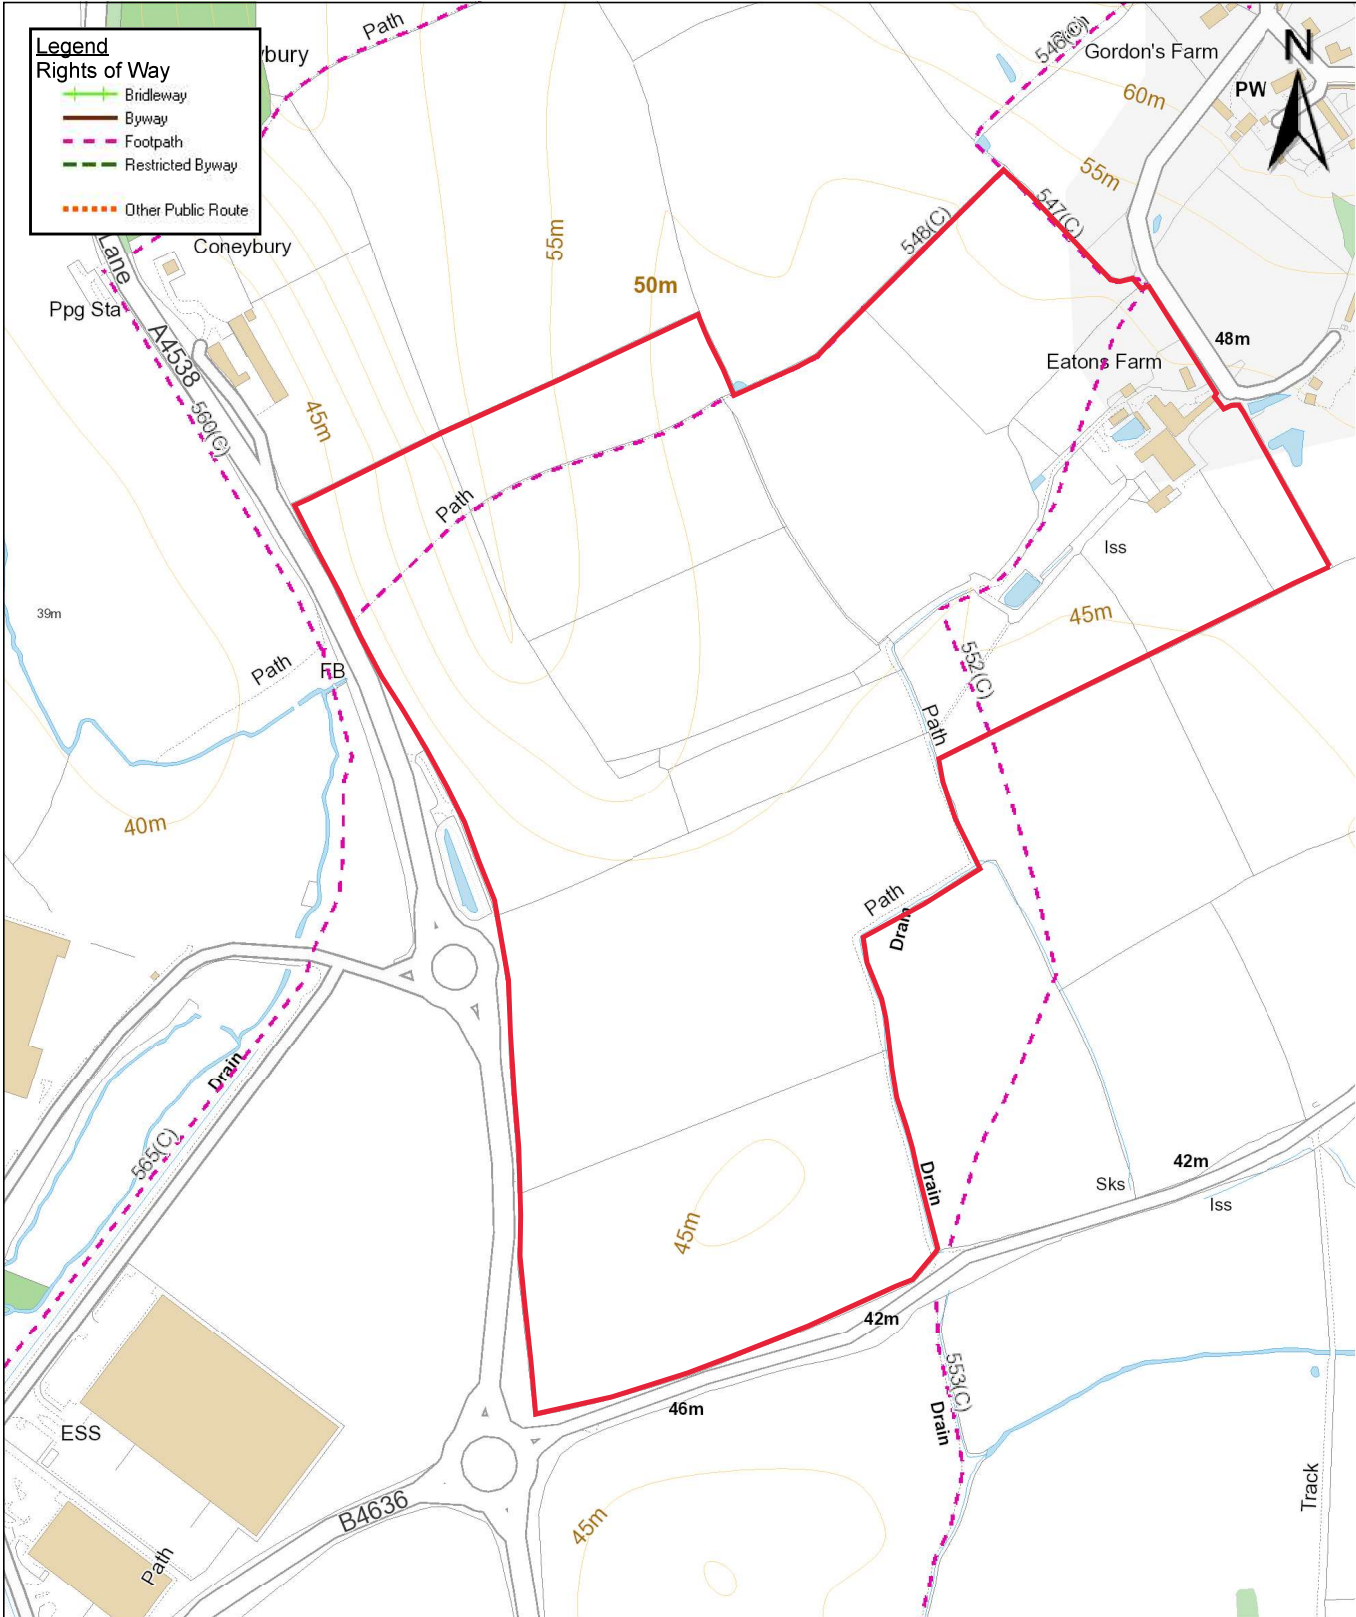 Legend
Rights of Way
Bridleway
Byway
Footpath
Restricted Byway
Other Public Route
Path
546(C)
Gordon's Farm
N
PW
60m
55m
547(C)
548(C)
Coneybury
Lane
55m
50m
Ppg Sta
A4538
48m
Eatons Farm
560(C)
45m
Path
Iss
39m
45m
552(C)
Path
FB
Path
40m
Path
Drain
Drain
565(C)
Drain
42m
Sks
Iss
45m
42m
553(C)
46m
Drain
ESS
B4636
45m
Track
Path